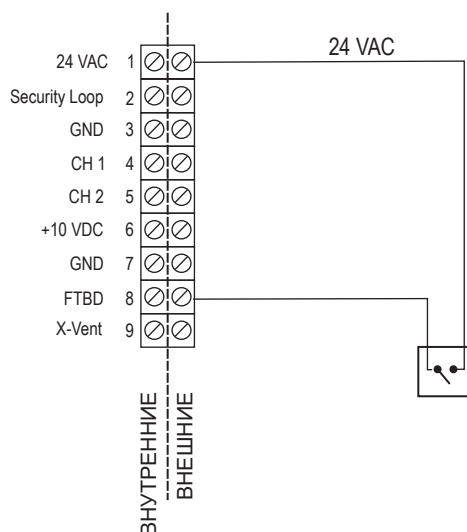 24 VAC
24 VAC 1
Security Loop 2
GND 3
CH 1 4
CH 2 5
+10 VDC 6
GND 7
FTBD 8
X-Vent 9
ВНУТРЕННИЕ
ВНЕШНИЕ